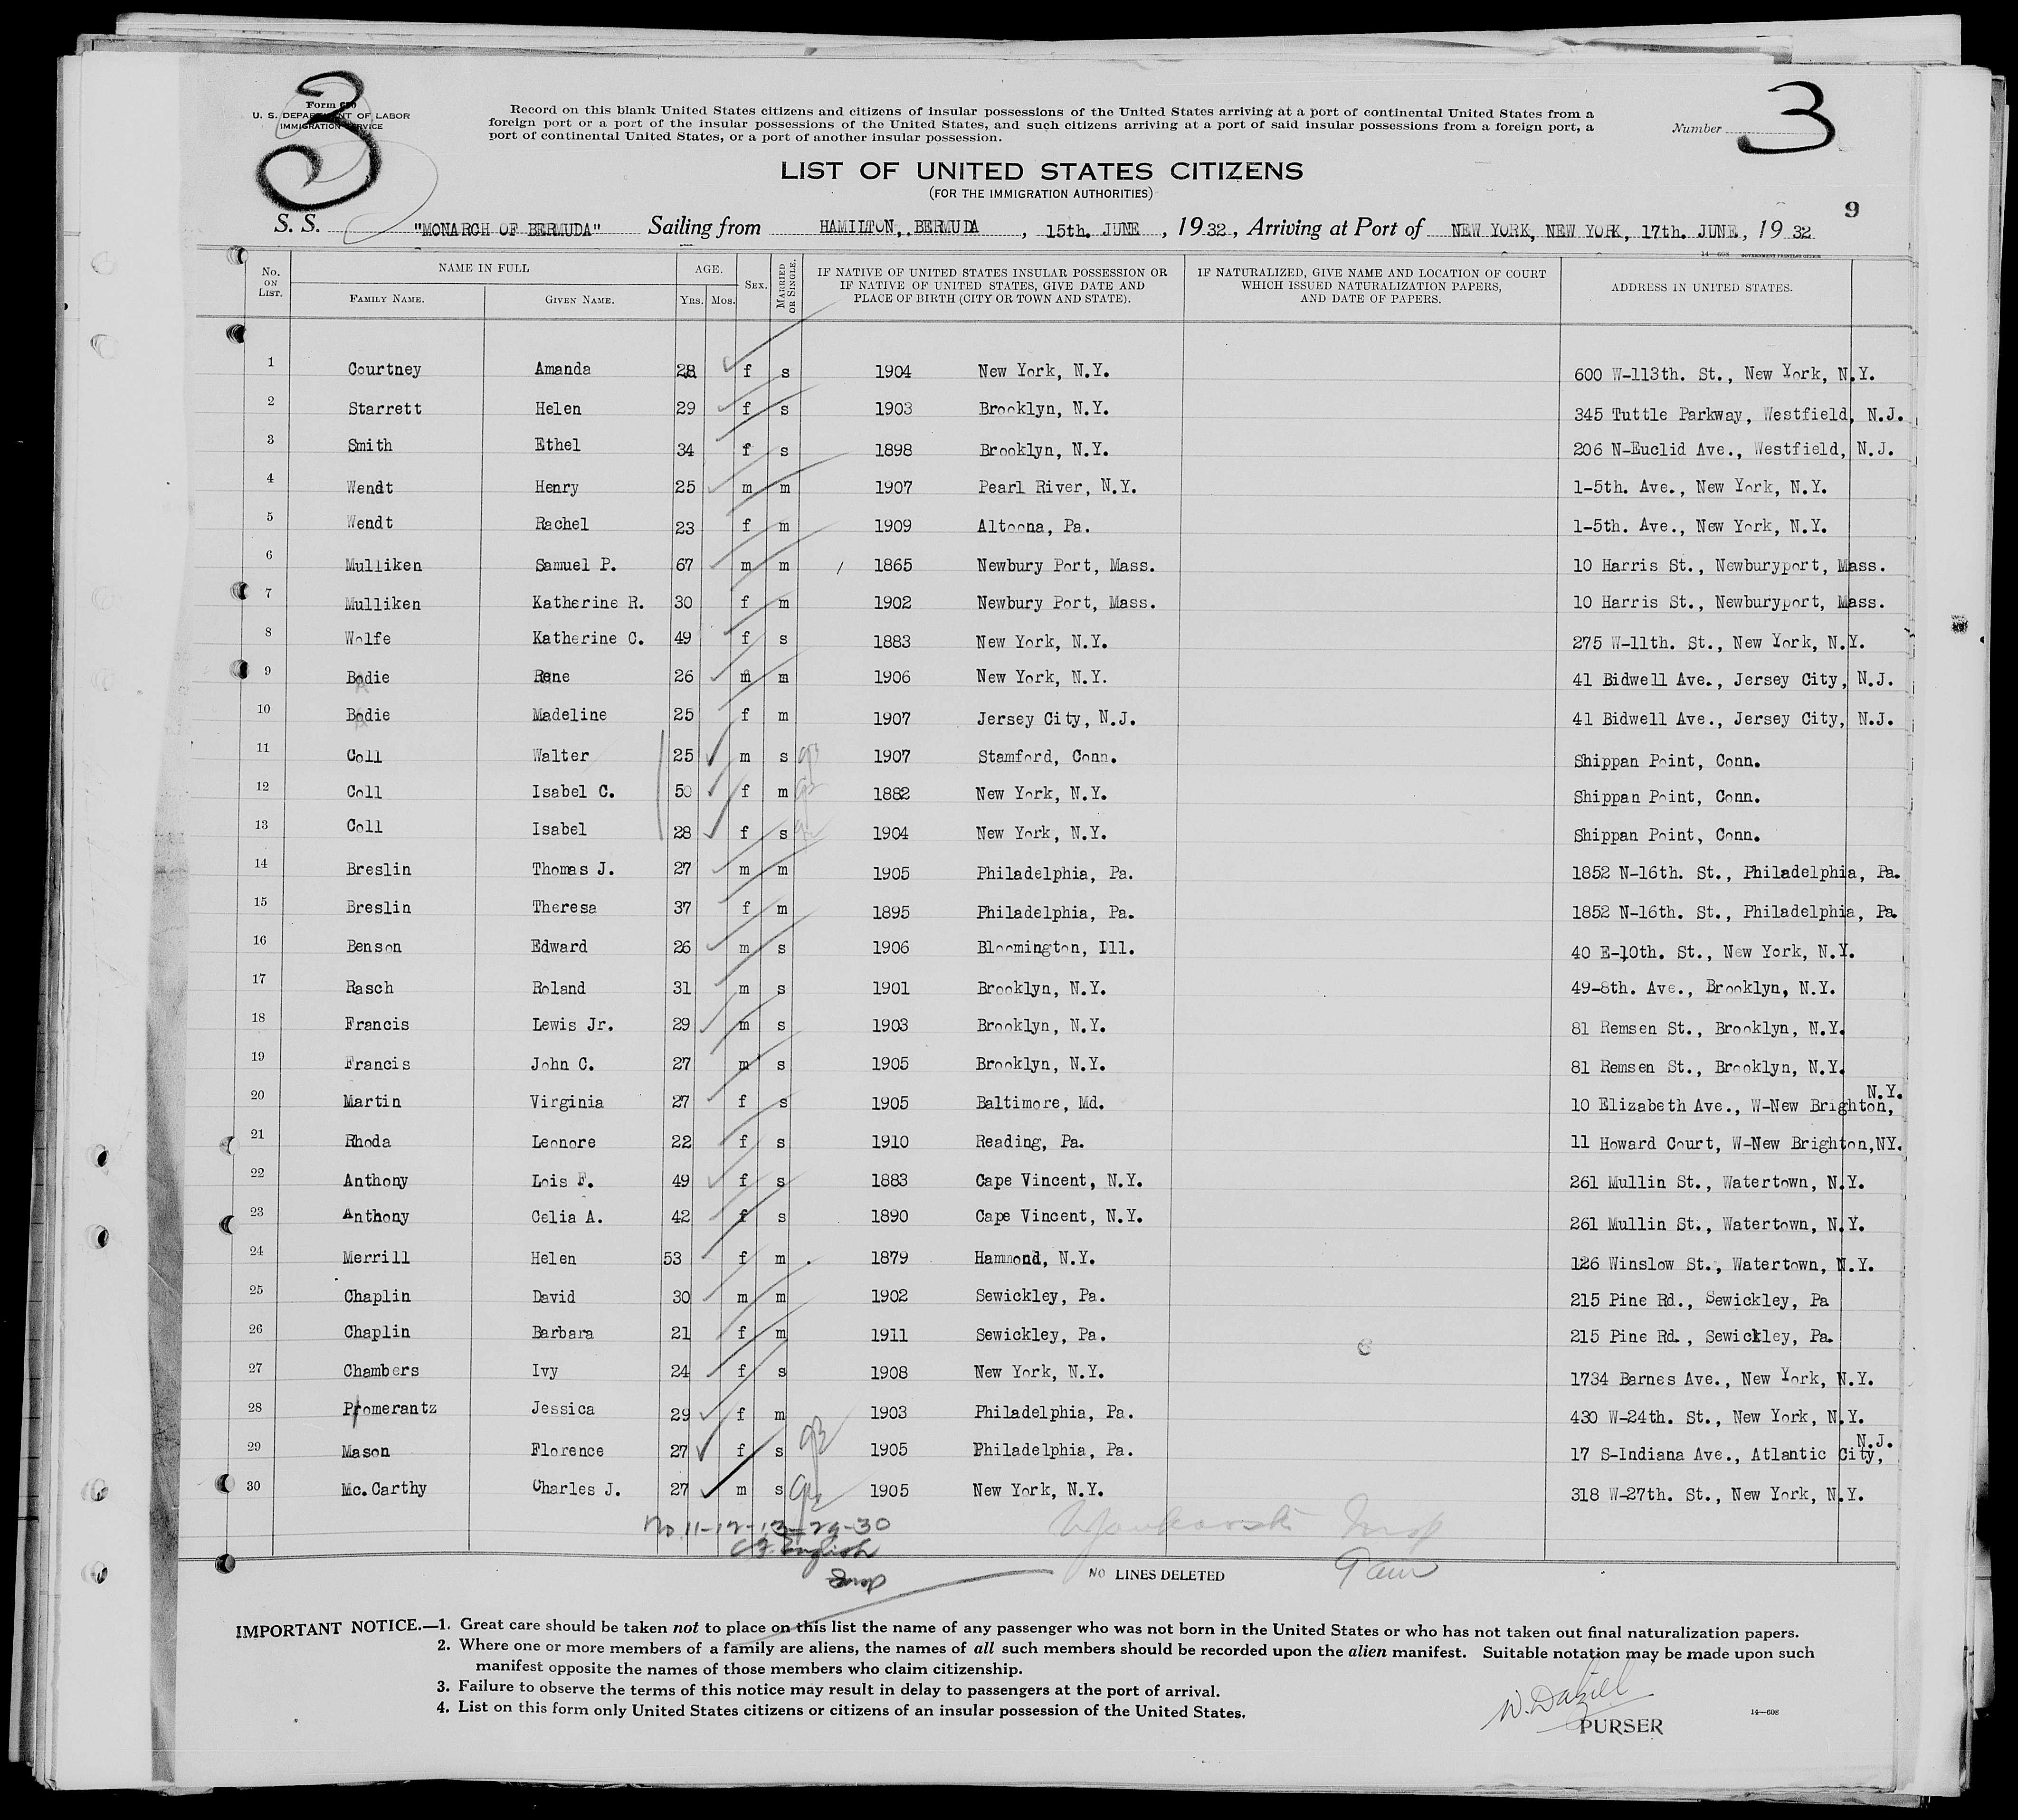 3
3
Form 630
U. S. DEPARTMENT OF LABOR
IMMIGRATION SERVICE
Record on this blank United States citizens and citizens of insular possessions of the United States arriving at a port of continental United States from a
foreign port or a port of the insular possessions of the United States, and such citizens arriving at a port of said insular possessions from a foreign port, a
port of continental United States, or a port of another insular possession.
Number
LIST OF UNITED STATES CITIZENS
(FOR THE IMMIGRATION AUTHORITIES)
9
S. S. "MONARCH OF BERMUDA" Sailing from HAMILTON, BERMUDA, 15th. JUNE, 1932, Arriving at Port of NEW YORK, NEW YORK, 17th. JUNE, 1932
14—608 GOVERNMENT PRINTING OFFICE
No. ON LIST. NAME IN FULL AGE. SEX. MARRIED OR SINGLE. IF NATIVE OF UNITED STATES INSULAR POSSESSION OR IF NATIVE OF UNITED STATES, GIVE DATE AND PLACE OF BIRTH (CITY OR TOWN AND STATE). IF NATURALIZED, GIVE NAME AND LOCATION OF COURT WHICH ISSUED NATURALIZATION PAPERS, AND DATE OF PAPERS. ADDRESS IN UNITED STATES.
FAMILY NAME. GIVEN NAME. YRS. MOS.
1 Courtney Amanda 28 f s 1904 New York, N.Y. 600 W-113th. St., New York, N.Y.
2 Starrett Helen 29 f s 1903 Brooklyn, N.Y. 345 Tuttle Parkway, Westfield, N.J.
3 Smith Ethel 34 f s 1898 Brooklyn, N.Y. 206 N-Euclid Ave., Westfield, N.J.
4 Wendt Henry 25 m m 1907 Pearl River, N.Y. 1-5th. Ave., New York, N.Y.
5 Wendt Rachel 23 f m 1909 Altoona, Pa. 1-5th. Ave., New York, N.Y.
6 Mulliken Samuel P. 67 m m 1865 Newbury Port, Mass. 10 Harris St., Newburyport, Mass.
7 Mulliken Katherine R. 30 f m 1902 Newbury Port, Mass. 10 Harris St., Newburyport, Mass.
8 Wolfe Katherine C. 49 f s 1883 New York, N.Y. 275 W-11th. St., New York, N.Y.
9 Badie Rene 26 m m 1906 New York, N.Y. 41 Bidwell Ave., Jersey City, N.J.
10 Badie Madeline 25 f m 1907 Jersey City, N.J. 41 Bidwell Ave., Jersey City, N.J.
11 Coll Walter 25 m s 1907 Stamford, Conn. Shippan Point, Conn.
12 Coll Isabel C. 50 f m 1882 New York, N.Y. Shippan Point, Conn.
13 Coll Isabel 28 f s 1904 New York, N.Y. Shippan Point, Conn.
14 Breslin Thomas J. 27 m m 1905 Philadelphia, Pa. 1852 N-16th. St., Philadelphia, Pa.
15 Breslin Theresa 37 f m 1895 Philadelphia, Pa. 1852 N-16th. St., Philadelphia, Pa.
16 Benson Edward 26 m s 1906 Bloomington, Ill. 40 E-10th. St., New York, N.Y.
17 Rasch Roland 31 m s 1901 Brooklyn, N.Y. 49-8th. Ave., Brooklyn, N.Y.
18 Francis Lewis Jr. 29 m s 1903 Brooklyn, N.Y. 81 Remsen St., Brooklyn, N.Y.
19 Francis John C. 27 m s 1905 Brooklyn, N.Y. 81 Remsen St., Brooklyn, N.Y.
20 Martin Virginia 27 f s 1905 Baltimore, Md. 10 Elizabeth Ave., W-New Brighton, N.Y.
21 Rhoda Leonore 22 f s 1910 Reading, Pa. 11 Howard Court, W-New Brighton,NY.
22 Anthony Lois F. 49 f s 1883 Cape Vincent, N.Y. 261 Mullin St., Watertown, N.Y.
23 Anthony Celia A. 42 f s 1890 Cape Vincent, N.Y. 261 Mullin St., Watertown, N.Y.
24 Merrill Helen 53 f m 1879 Hammond, N.Y. 126 Winslow St., Watertown, N.Y.
25 Chaplin David 30 m m 1902 Sewickley, Pa. 215 Pine Rd., Sewickley, Pa
26 Chaplin Barbara 21 f m 1911 Sewickley, Pa. 215 Pine Rd., Sewickley, Pa.
27 Chambers Ivy 24 f s 1908 New York, N.Y. 1734 Barnes Ave., New York, N.Y.
28 Promerantz Jessica 29 f m 1903 Philadelphia, Pa. 430 W-24th. St., New York, N.Y.
29 Mason Florence 27 f s 1905 Philadelphia, Pa. 17 S-Indiana Ave., Atlantic City, N.J.
30 Mc.Carthy Charles J. 27 m s 1905 New York, N.Y. 318 W-27th. St., New York, N.Y.
No 11-12-13-29-30
English
NO LINES DELETED
IMPORTANT NOTICE.—1. Great care should be taken not to place on this list the name of any passenger who was not born in the United States or who has not taken out final naturalization papers.
2. Where one or more members of a family are aliens, the names of all such members should be recorded upon the alien manifest. Suitable notation may be made upon such
manifest opposite the names of those members who claim citizenship.
3. Failure to observe the terms of this notice may result in delay to passengers at the port of arrival.
4. List on this form only United States citizens or citizens of an insular possession of the United States.
W. Dalziel
PURSER
14—608